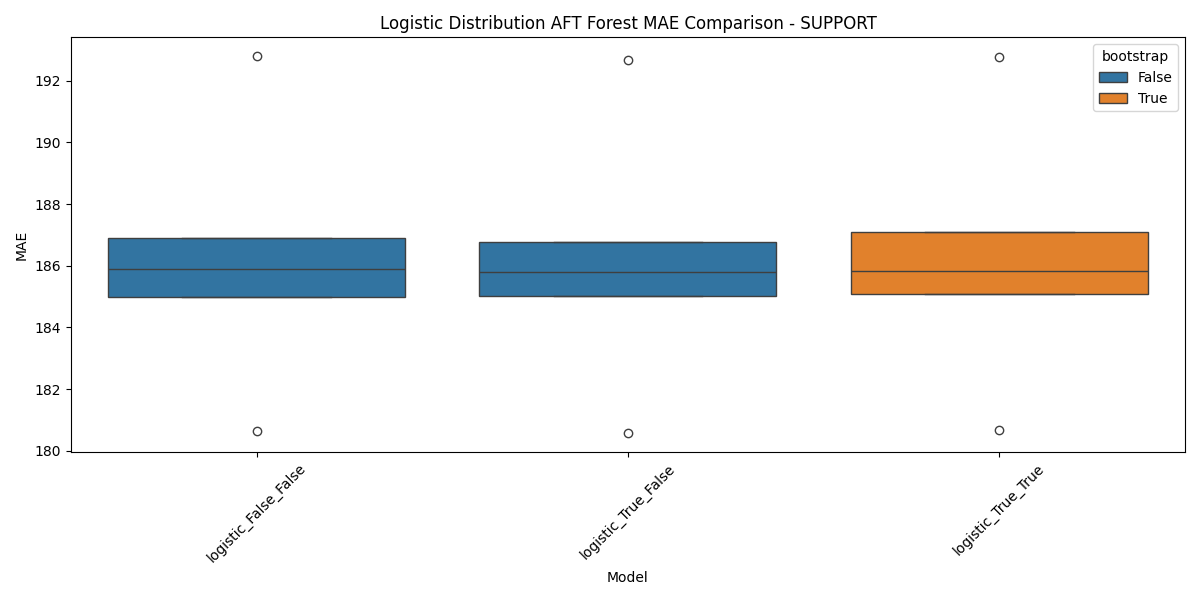 Logistic Distribution AFT Forest MAE Comparison - SUPPORT
bootstrap
False
True
MAE
192
190
188
186
184
182
180
logistic_False_False
logistic_True_False
logistic_True_True
Model